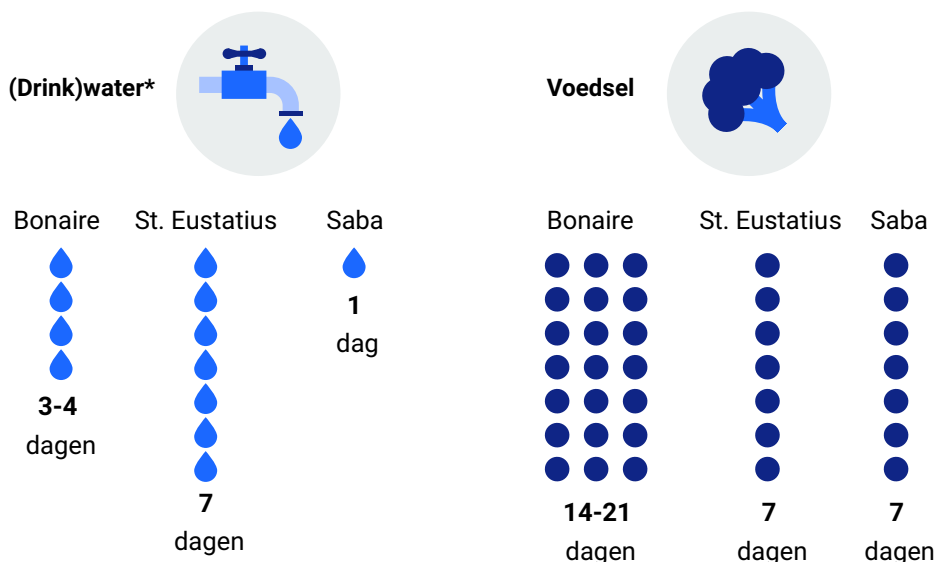 (Drink)water*
Bonaire
St. Eustatius
Saba
3-4
dagen
7
dagen
1
dag
Voedsel
Bonaire
St. Eustatius
Saba
14-21
dagen
7
dagen
7
dagen